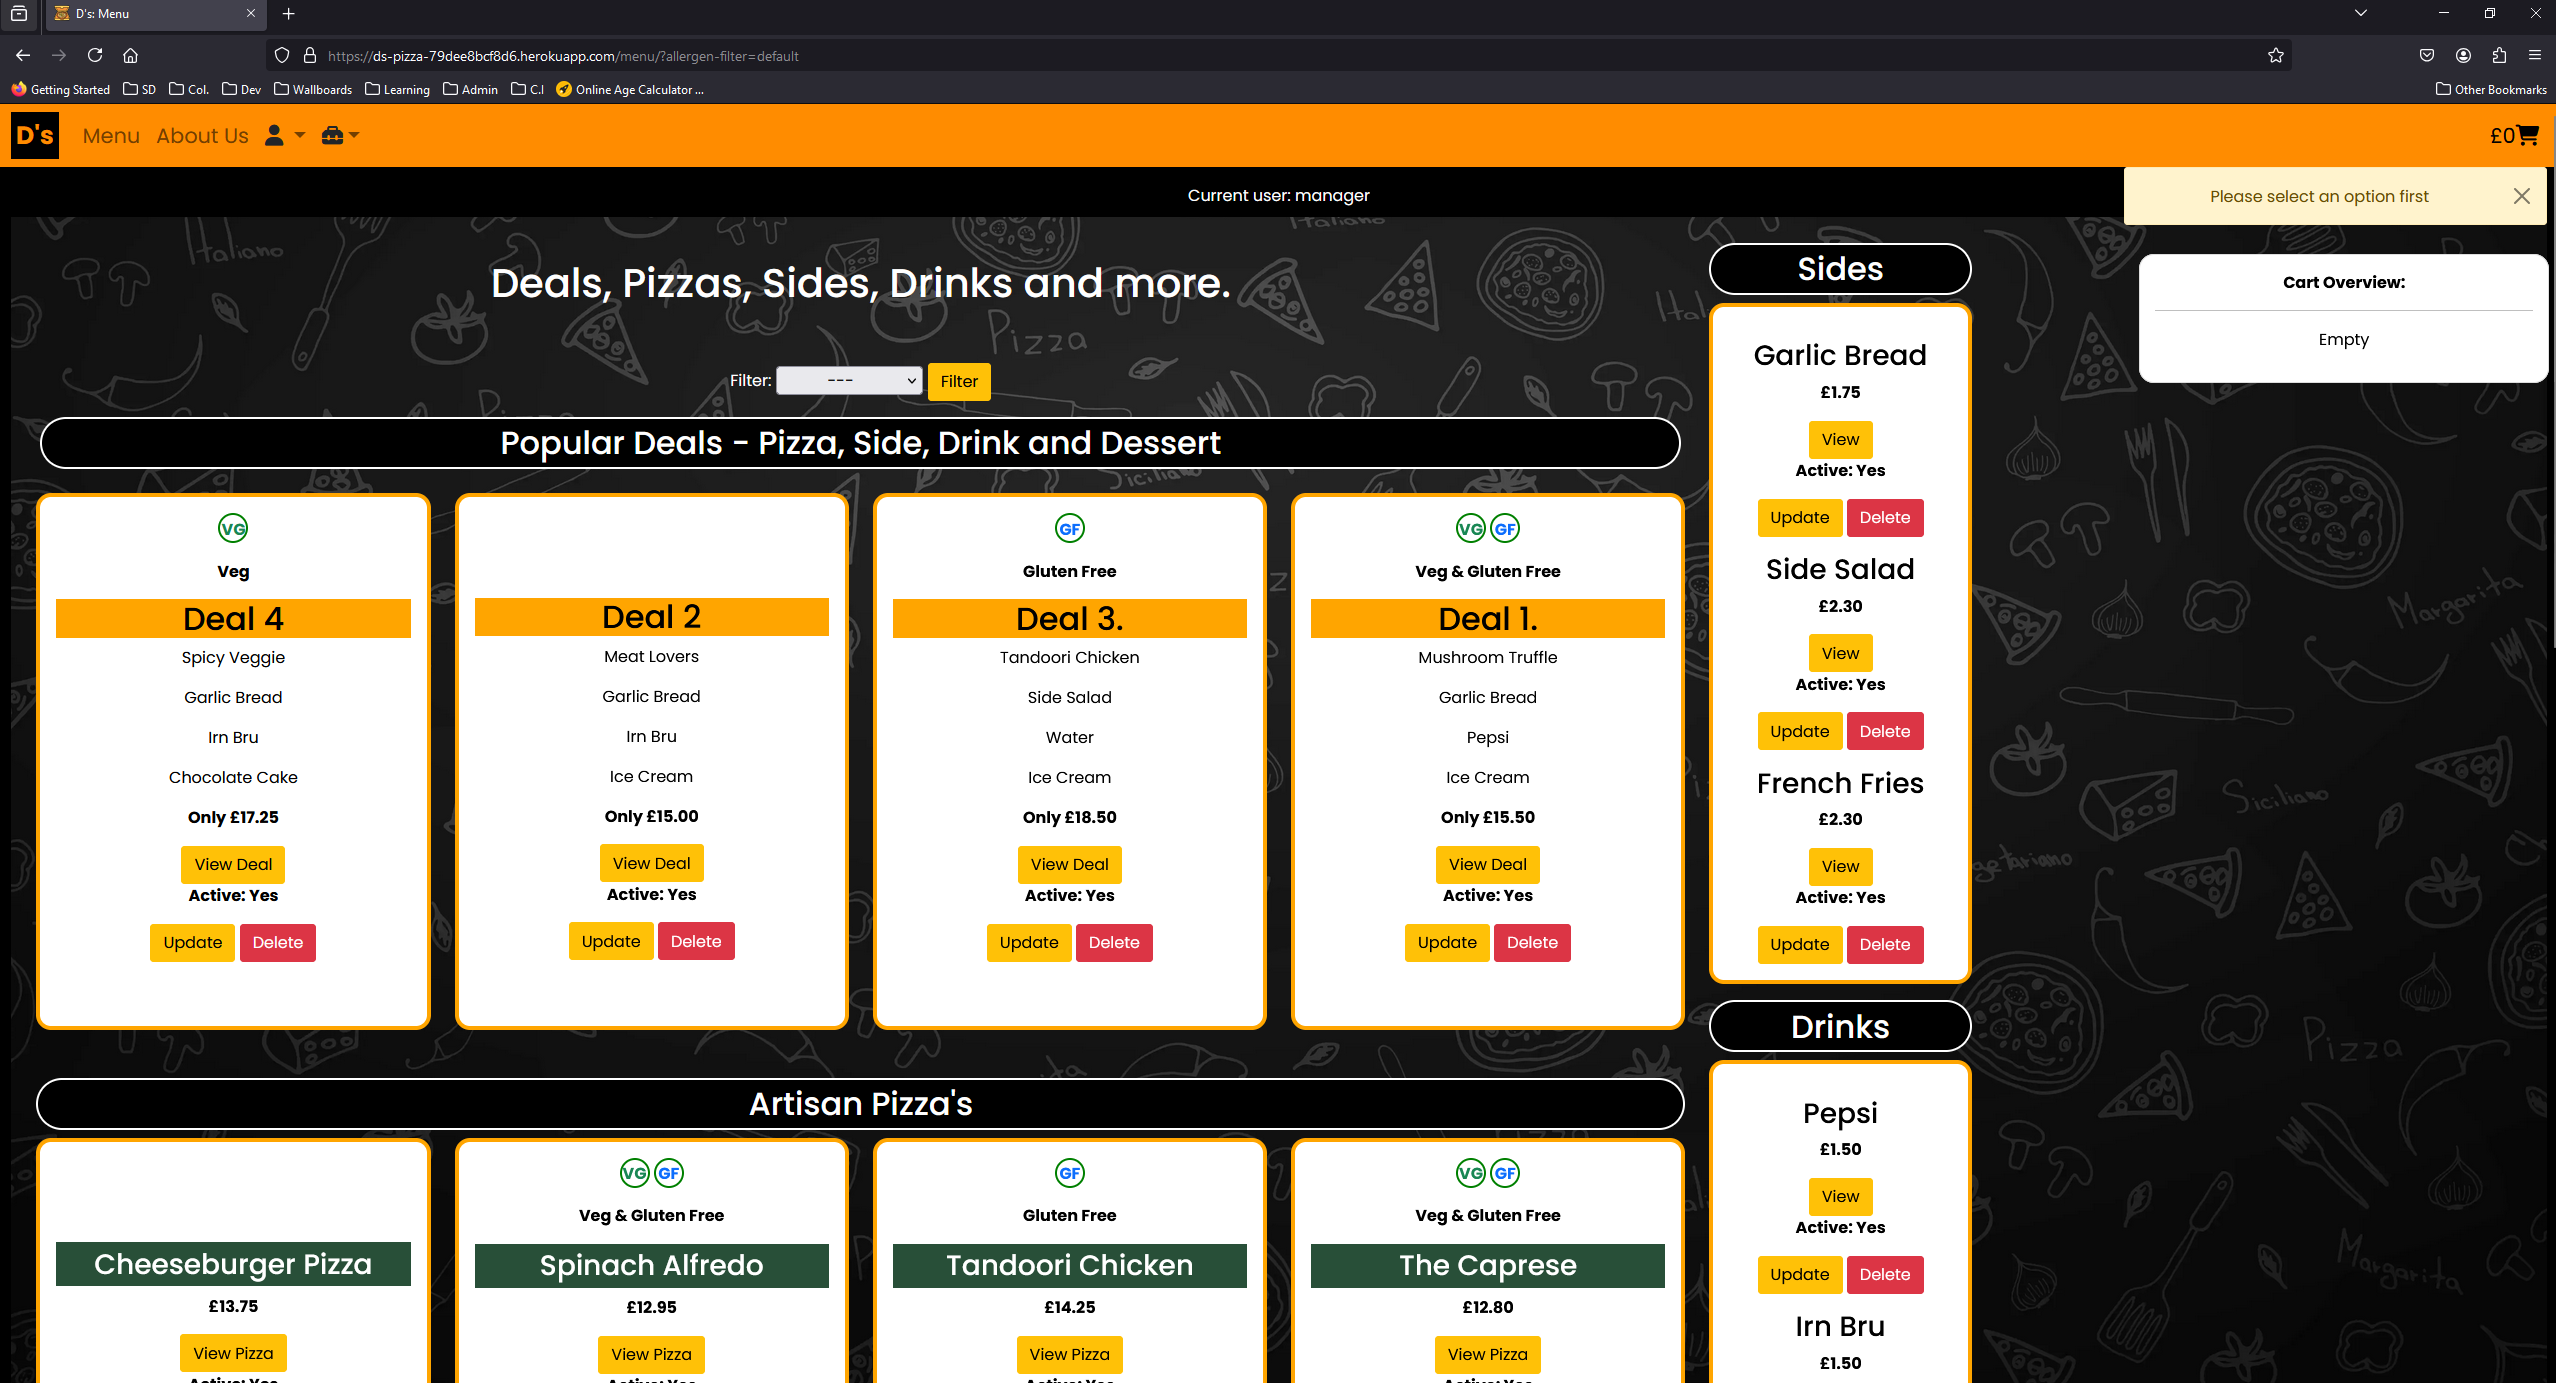 D's: Menu
https://ds-pizza-79dee8bcf8d6.herokuapp.com/menu/?allergen-filter=default
Getting Started SD Col. Dev Wallboards Learning Admin C.I Online Age Calculator ... Other Bookmarks
D's Menu About Us £0
Current user: manager
Please select an option first
Deals, Pizzas, Sides, Drinks and more.
Filter: --- Filter
Popular Deals - Pizza, Side, Drink and Dessert
VG
Veg
Deal 4
Spicy Veggie
Garlic Bread
Irn Bru
Chocolate Cake
Only £17.25
View Deal
Active: Yes
Update Delete
Deal 2
Meat Lovers
Garlic Bread
Irn Bru
Ice Cream
Only £15.00
View Deal
Active: Yes
Update Delete
GF
Gluten Free
Deal 3.
Tandoori Chicken
Side Salad
Water
Ice Cream
Only £18.50
View Deal
Active: Yes
Update Delete
VG GF
Veg & Gluten Free
Deal 1.
Mushroom Truffle
Garlic Bread
Pepsi
Ice Cream
Only £15.50
View Deal
Active: Yes
Update Delete
Artisan Pizza's
Cheeseburger Pizza
£13.75
View Pizza
Active: Yes
VG GF
Veg & Gluten Free
Spinach Alfredo
£12.95
View Pizza
GF
Gluten Free
Tandoori Chicken
£14.25
View Pizza
VG GF
Veg & Gluten Free
The Caprese
£12.80
View Pizza
Sides
Garlic Bread
£1.75
View
Active: Yes
Update Delete
Side Salad
£2.30
View
Active: Yes
Update Delete
French Fries
£2.30
View
Active: Yes
Update Delete
Drinks
Pepsi
£1.50
View
Active: Yes
Update Delete
Irn Bru
£1.50
Cart Overview:
Empty
Italiano
Pizza
Siciliano
Margarita
Siciliano
Pizza
Margarita